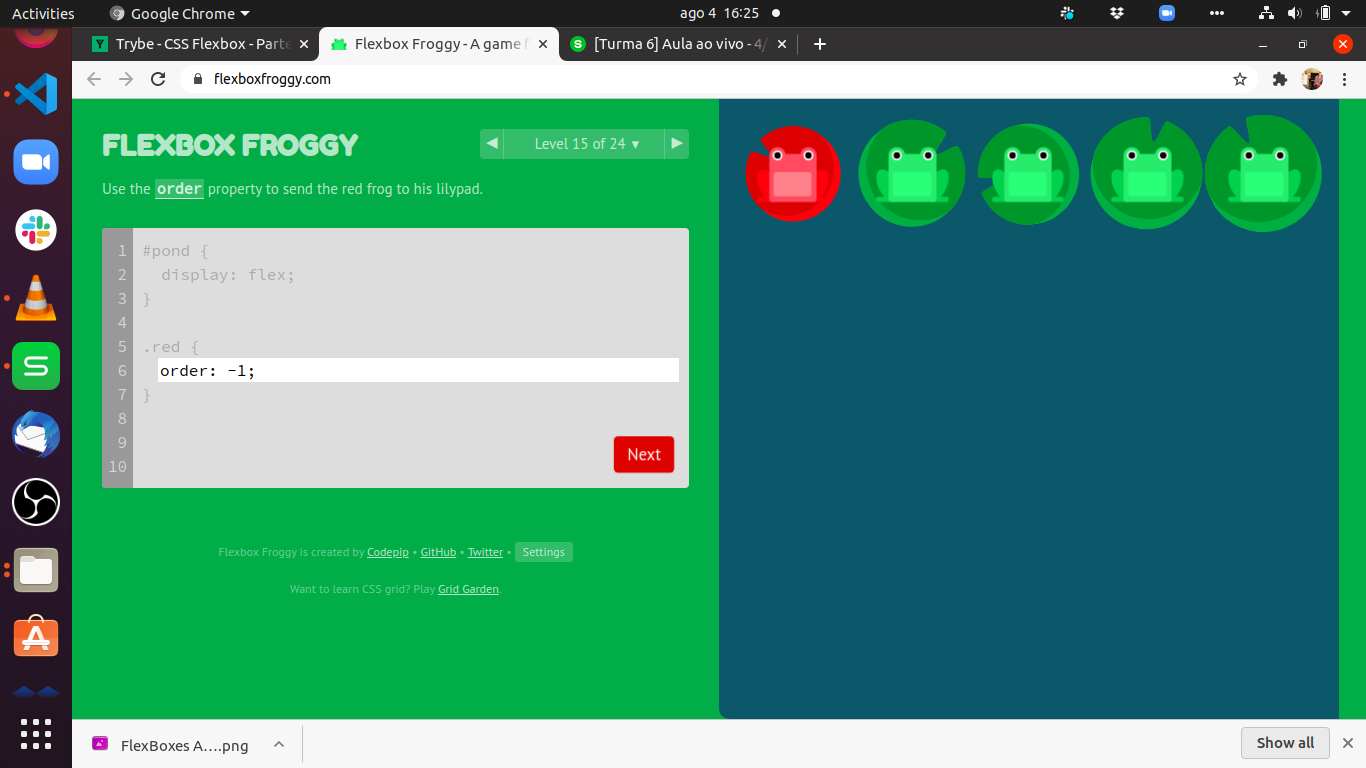 Activities
Google Chrome
ago 4 16:25
Trybe - CSS Flexbox - Parte
Flexbox Froggy - A game f
[Turma 6] Aula ao vivo - 4/
flexboxfroggy.com
FLEXBOX FROGGY
Level 15 of 24 ▾
Use the order property to send the red frog to his lilypad.
1 #pond {
2 display: flex;
3 }
4
5 .red {
6 order: -1;
7 }
8
9
10
Next
Flexbox Froggy is created by Codepip • GitHub • Twitter • Settings
Want to learn CSS grid? Play Grid Garden.
FlexBoxes A....png
Show all